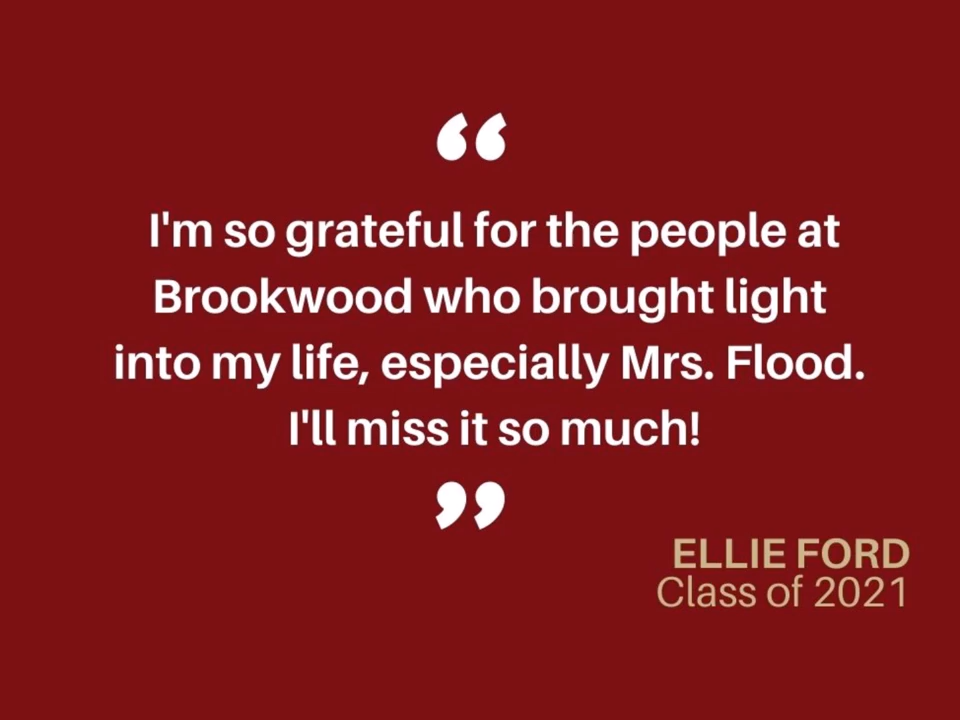 “
I'm so grateful for the people at
Brookwood who brought light
into my life, especially Mrs. Flood.
I'll miss it so much!
”
ELLIE FORD
Class of 2021